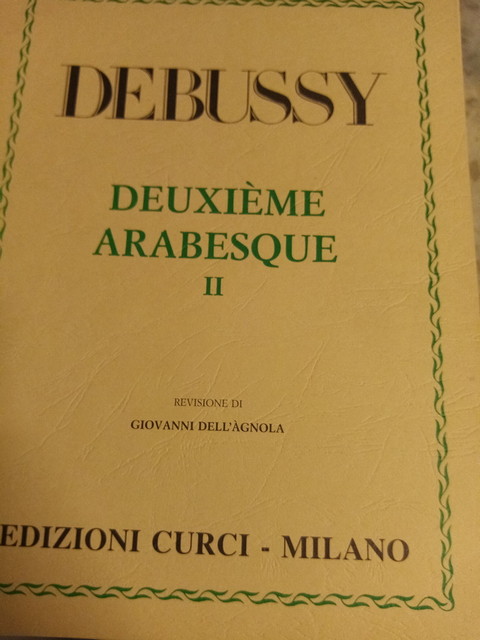 DEBUSSY
DEUXIÈME
ARABESQUE
II
REVISIONE DI
GIOVANNI DELL'ÀGNOLA
EDIZIONI CURCI - MILANO